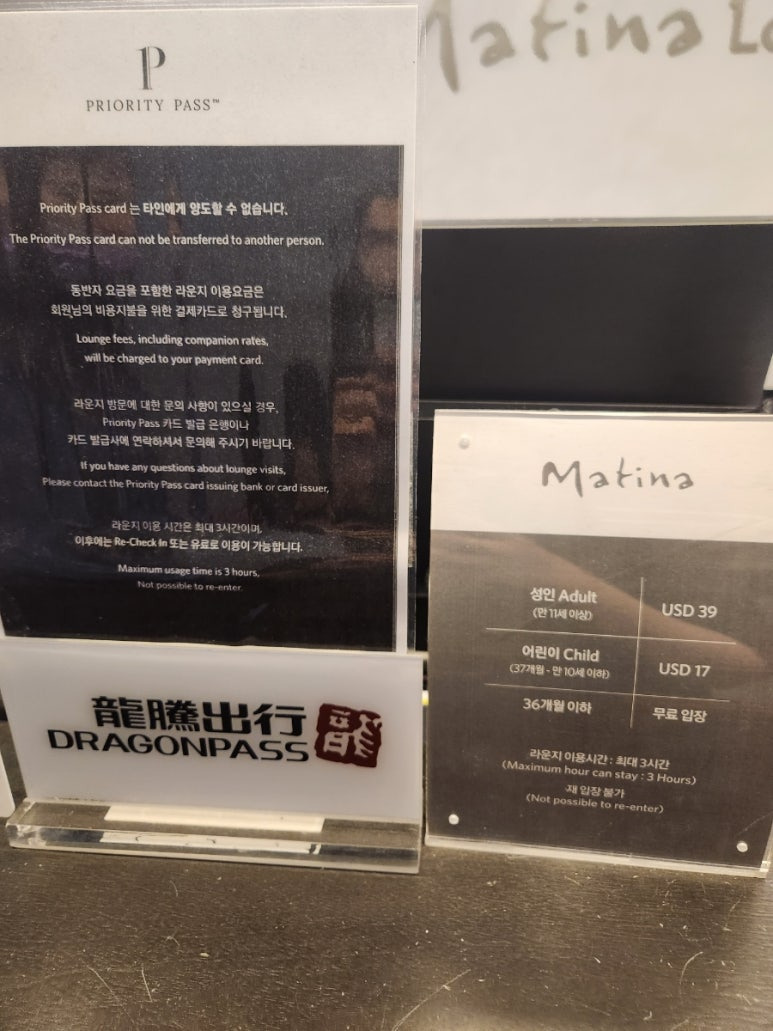 PRIORITY PASS™
Priority Pass card 는 타인에게 양도할 수 없습니다.
The Priority Pass card can not be transferred to another person.
동반자 요금을 포함한 라운지 이용요금은
회원님의 비용지불을 위한 결제카드로 청구됩니다.
Lounge fees, including companion rates,
will be charged to your payment card.
라운지 방문에 대한 문의 사항이 있으실 경우,
Priority Pass 카드 발급 은행이나
카드 발급사에 연락하셔서 문의해 주시기 바랍니다.
If you have any questions about lounge visits,
Please contact the Priority Pass card issuing bank or card issuer,
라운지 이용 시간은 최대 3시간이며,
이후에는 Re-Check In 또는 유료로 이용이 가능합니다.
Maximum usage time is 3 hours,
Not possible to re-enter.
龍騰出行
DRAGONPASS
Matina
Matina
성인 Adult
(만 11세 이상)
USD 39
어린이 Child
(37개월 - 만 10세 이하)
USD 17
36개월 이하
무료 입장
라운지 이용시간 : 최대 3시간
(Maximum hour can stay : 3 Hours)
재 입장 불가
(Not possible to re-enter)